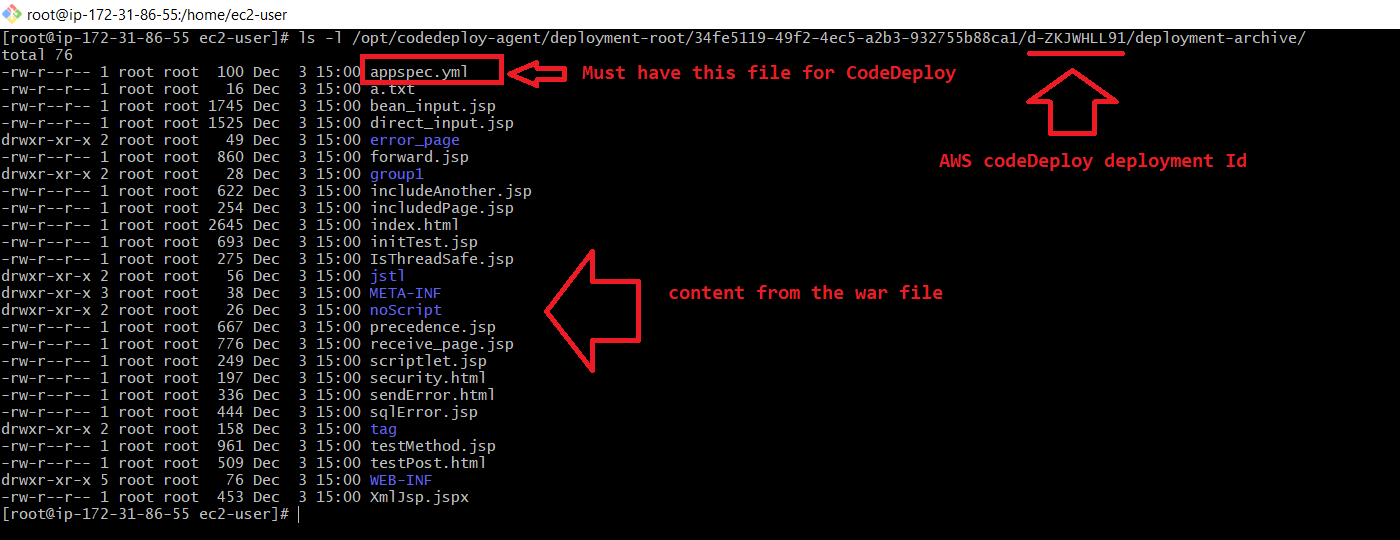 root@ip-172-31-86-55:/home/ec2-user
[root@ip-172-31-86-55 ec2-user]# ls -l /opt/codedeploy-agent/deployment-root/34fe5119-49f2-4ec5-a2b3-932755b88ca1/d-ZKJWHLL91/deployment-archive/
total 76
-rw-r--r-- 1 root root  100 Dec  3 15:00 appspec.yml
Must have this file for CodeDeploy
-rw-r--r-- 1 root root   16 Dec  3 15:00 a.txt
-rw-r--r-- 1 root root 1745 Dec  3 15:00 bean_input.jsp
-rw-r--r-- 1 root root 1525 Dec  3 15:00 direct_input.jsp
drwxr-xr-x 2 root root   49 Dec  3 15:00 error_page
-rw-r--r-- 1 root root  860 Dec  3 15:00 forward.jsp
AWS codeDeploy deployment Id
drwxr-xr-x 2 root root   28 Dec  3 15:00 group1
-rw-r--r-- 1 root root  622 Dec  3 15:00 includeAnother.jsp
-rw-r--r-- 1 root root  254 Dec  3 15:00 includedPage.jsp
-rw-r--r-- 1 root root 2645 Dec  3 15:00 index.html
-rw-r--r-- 1 root root  693 Dec  3 15:00 initTest.jsp
-rw-r--r-- 1 root root  275 Dec  3 15:00 IsThreadSafe.jsp
drwxr-xr-x 2 root root   56 Dec  3 15:00 jstl
drwxr-xr-x 3 root root   38 Dec  3 15:00 META-INF
content from the war file
drwxr-xr-x 2 root root   26 Dec  3 15:00 noScript
-rw-r--r-- 1 root root  667 Dec  3 15:00 precedence.jsp
-rw-r--r-- 1 root root  776 Dec  3 15:00 receive_page.jsp
-rw-r--r-- 1 root root  249 Dec  3 15:00 scriptlet.jsp
-rw-r--r-- 1 root root  197 Dec  3 15:00 security.html
-rw-r--r-- 1 root root  336 Dec  3 15:00 sendError.html
-rw-r--r-- 1 root root  444 Dec  3 15:00 sqlError.jsp
drwxr-xr-x 2 root root  158 Dec  3 15:00 tag
-rw-r--r-- 1 root root  961 Dec  3 15:00 testMethod.jsp
-rw-r--r-- 1 root root  509 Dec  3 15:00 testPost.html
drwxr-xr-x 5 root root   76 Dec  3 15:00 WEB-INF
-rw-r--r-- 1 root root  453 Dec  3 15:00 XmlJsp.jspx
[root@ip-172-31-86-55 ec2-user]#